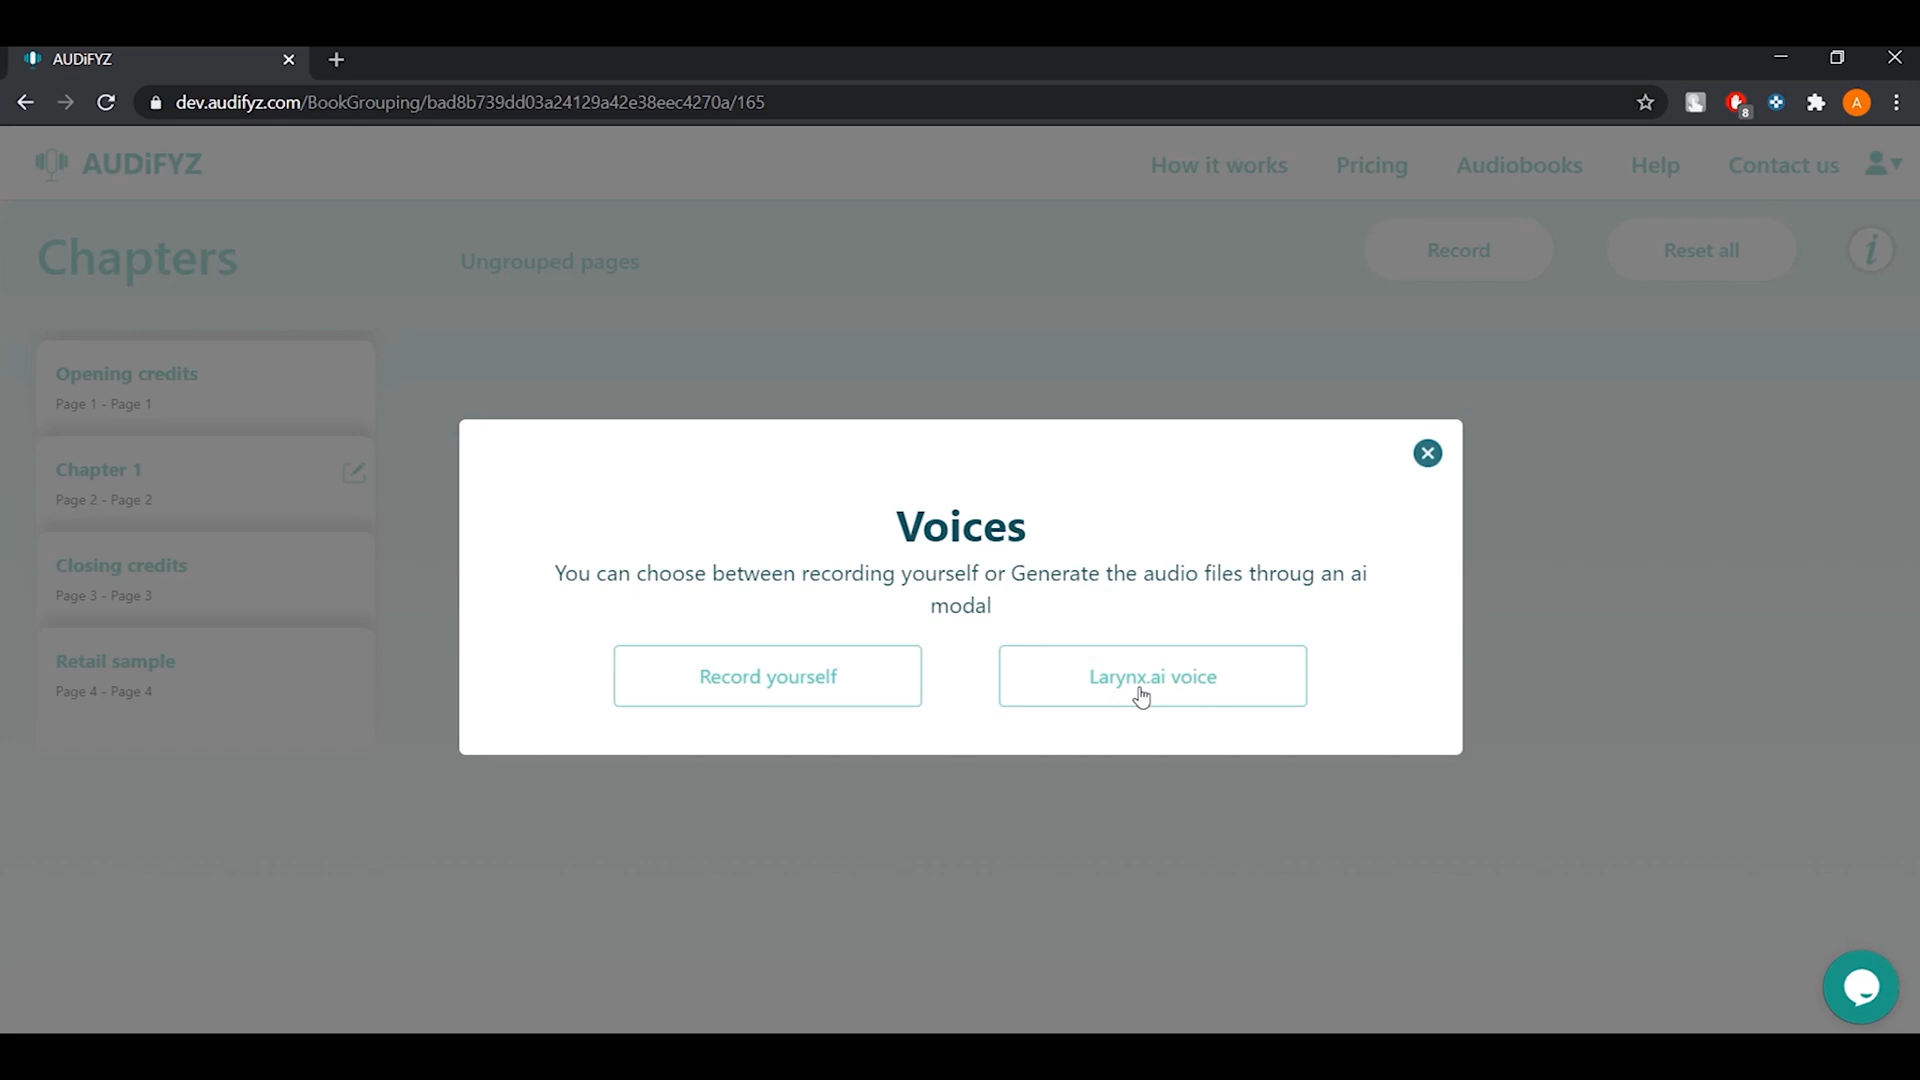 AUDiFYZ
dev.audifyz.com/BookGrouping/bad8b739dd03a24129a42e38eec4270a/165
8
A
AUDiFYZ
How it works
Pricing
Audiobooks
Help
Contact us
Chapters
Ungrouped pages
Record
Reset all
i
Opening credits
Page 1 - Page 1
Chapter 1
Page 2 - Page 2
Closing credits
Page 3 - Page 3
Retail sample
Page 4 - Page 4
Voices
You can choose between recording yourself or Generate the audio files throug an ai
modal
Record yourself
Larynx.ai voice